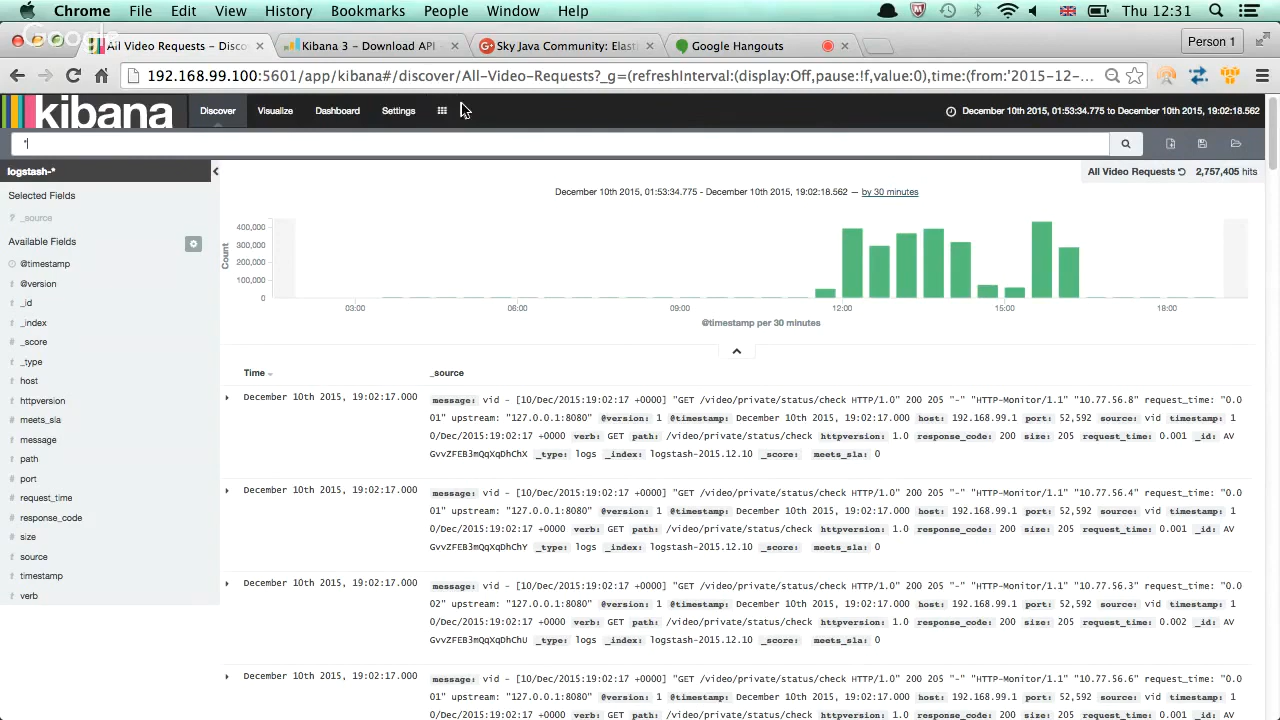 Chrome File Edit View History Bookmarks People Window Help Thu 12:31
Google
All Video Requests – Disco
Kibana 3 – Download API
Sky Java Community: Elast
Google Hangouts
Person 1
192.168.99.100:5601/app/kibana#/discover/All-Video-Requests?_g=(refreshInterval:(display:Off,pause:!f,value:0),time:(from:'2015-12-...
kibana Discover Visualize Dashboard Settings December 10th 2015, 01:53:34.775 to December 10th 2015, 19:02:18.562
*
logstash-*
All Video Requests 2,757,405 hits
Selected Fields
? _source
Available Fields
@timestamp
t @version
t _id
t _index
# _score
t _type
t host
t httpversion
# meets_sla
t message
t path
# port
# request_time
# response_code
# size
t source
t timestamp
t verb
December 10th 2015, 01:53:34.775 - December 10th 2015, 19:02:18.562 — by 30 minutes
Count
400,000
300,000
200,000
100,000
0
03:00 06:00 09:00 12:00 15:00 18:00
@timestamp per 30 minutes
Time _source
December 10th 2015, 19:02:17.000
message: vid - [10/Dec/2015:19:02:17 +0000] "GET /video/private/status/check HTTP/1.0" 200 205 "-" "HTTP-Monitor/1.1" "10.77.56.8" request_time: "0.0
01" upstream: "127.0.0.1:8080" @version: 1 @timestamp: December 10th 2015, 19:02:17.000 host: 192.168.99.1 port: 52,592 source: vid timestamp: 1
0/Dec/2015:19:02:17 +0000 verb: GET path: /video/private/status/check httpversion: 1.0 response_code: 200 size: 205 request_time: 0.001 _id: AV
GvvZFEB3mQqXqDhChX _type: logs _index: logstash-2015.12.10 _score: meets_sla: 0
December 10th 2015, 19:02:17.000
message: vid - [10/Dec/2015:19:02:17 +0000] "GET /video/private/status/check HTTP/1.0" 200 205 "-" "HTTP-Monitor/1.1" "10.77.56.4" request_time: "0.0
01" upstream: "127.0.0.1:8080" @version: 1 @timestamp: December 10th 2015, 19:02:17.000 host: 192.168.99.1 port: 52,592 source: vid timestamp: 1
0/Dec/2015:19:02:17 +0000 verb: GET path: /video/private/status/check httpversion: 1.0 response_code: 200 size: 205 request_time: 0.001 _id: AV
GvvZFEB3mQqXqDhChY _type: logs _index: logstash-2015.12.10 _score: meets_sla: 0
December 10th 2015, 19:02:17.000
message: vid - [10/Dec/2015:19:02:17 +0000] "GET /video/private/status/check HTTP/1.0" 200 205 "-" "HTTP-Monitor/1.1" "10.77.56.3" request_time: "0.0
02" upstream: "127.0.0.1:8080" @version: 1 @timestamp: December 10th 2015, 19:02:17.000 host: 192.168.99.1 port: 52,592 source: vid timestamp: 1
0/Dec/2015:19:02:17 +0000 verb: GET path: /video/private/status/check httpversion: 1.0 response_code: 200 size: 205 request_time: 0.002 _id: AV
GvvZFEB3mQqXqDhChU _type: logs _index: logstash-2015.12.10 _score: meets_sla: 0
December 10th 2015, 19:02:17.000
message: vid - [10/Dec/2015:19:02:17 +0000] "GET /video/private/status/check HTTP/1.0" 200 205 "-" "HTTP-Monitor/1.1" "10.77.56.6" request_time: "0.0
01" upstream: "127.0.0.1:8080" @version: 1 @timestamp: December 10th 2015, 19:02:17.000 host: 192.168.99.1 port: 52,592 source: vid timestamp: 1
0/Dec/2015:19:02:17 +0000 verb: GET path: /video/private/status/check httpversion: 1.0 response_code: 200 size: 205 request_time: 0.001 _id: AV